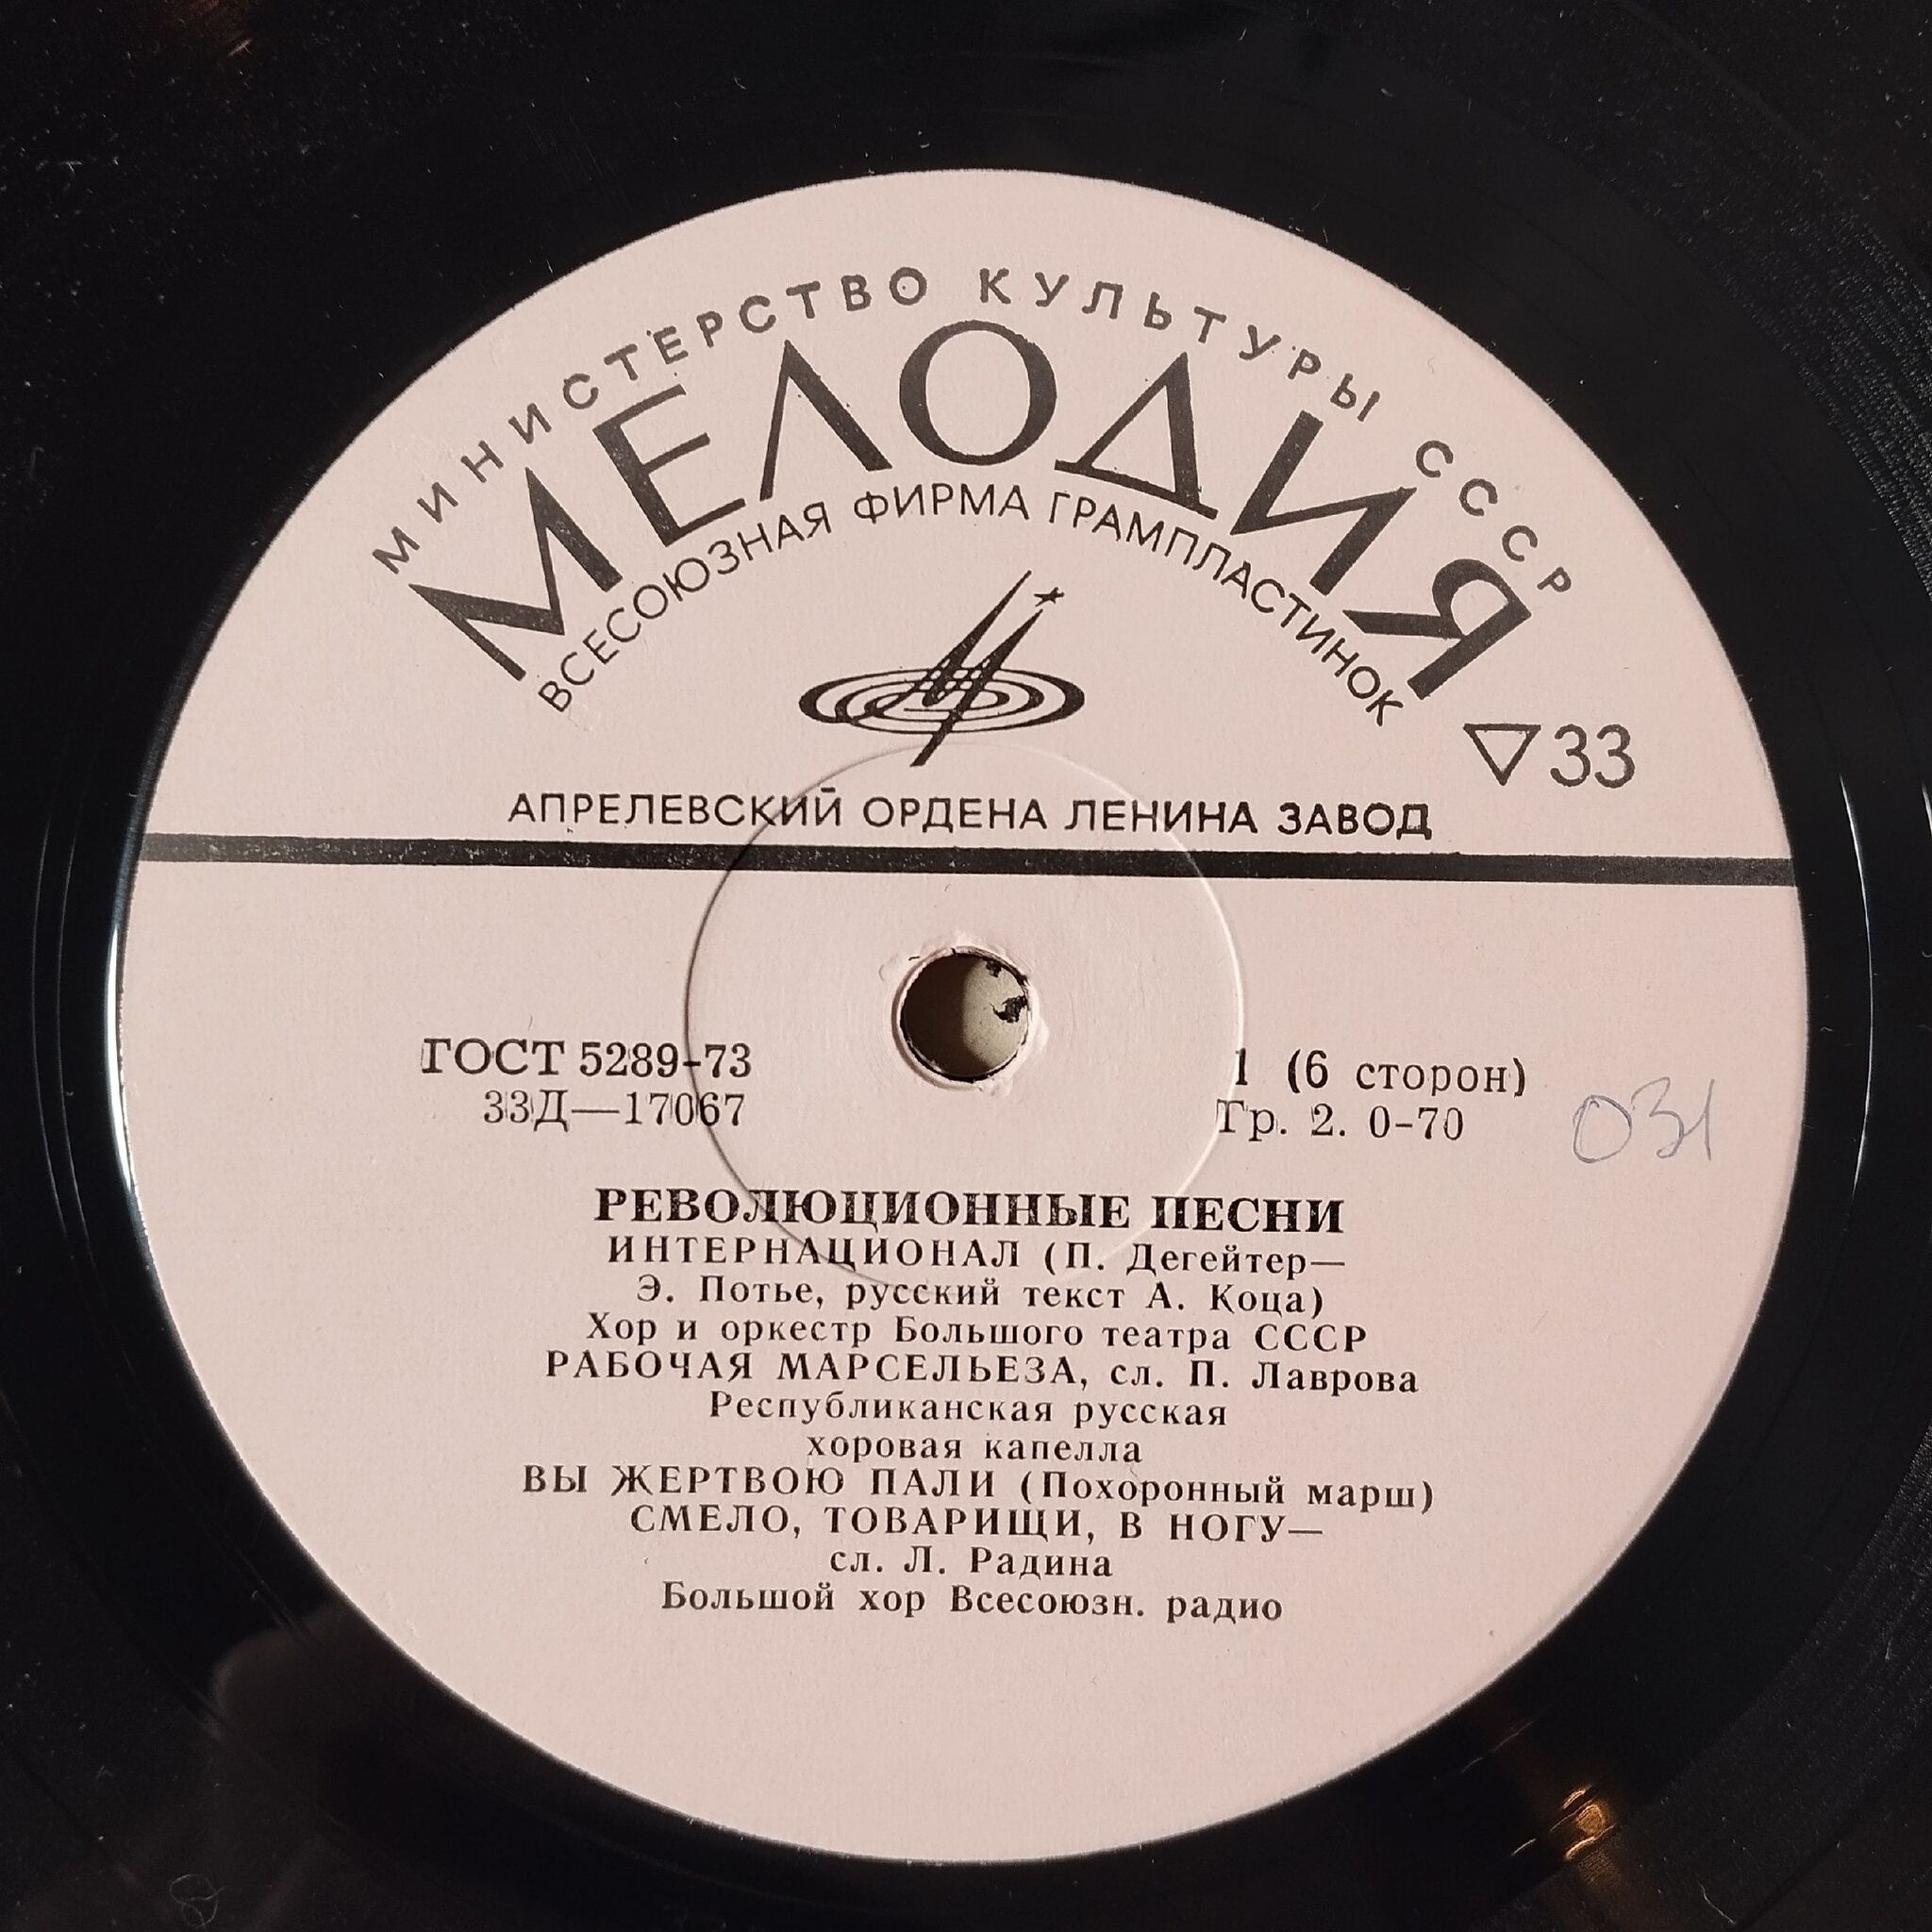 МИНИСТЕРСТВО КУЛЬТУРЫ СССР
МЕЛОДИЯ
ВСЕСОЮЗНАЯ ФИРМА ГРАМПЛАСТИНОК
▽33
АПРЕЛЕВСКИЙ ОРДЕНА ЛЕНИНА ЗАВОД
ГОСТ 5289-73
33Д—17067
1 (6 сторон)
Гр. 2. 0-70
031
РЕВОЛЮЦИОННЫЕ ПЕСНИ
ИНТЕРНАЦИОНАЛ (П. Дегейтер—
Э. Потье, русский текст А. Коца)
Хор и оркестр Большого театра СССР
РАБОЧАЯ МАРСЕЛЬЕЗА, сл. П. Лаврова
Республиканская русская
хоровая капелла
ВЫ ЖЕРТВОЮ ПАЛИ (Похоронный марш)
СМЕЛО, ТОВАРИЩИ, В НОГУ—
сл. Л. Радина
Большой хор Всесоюзн. радио